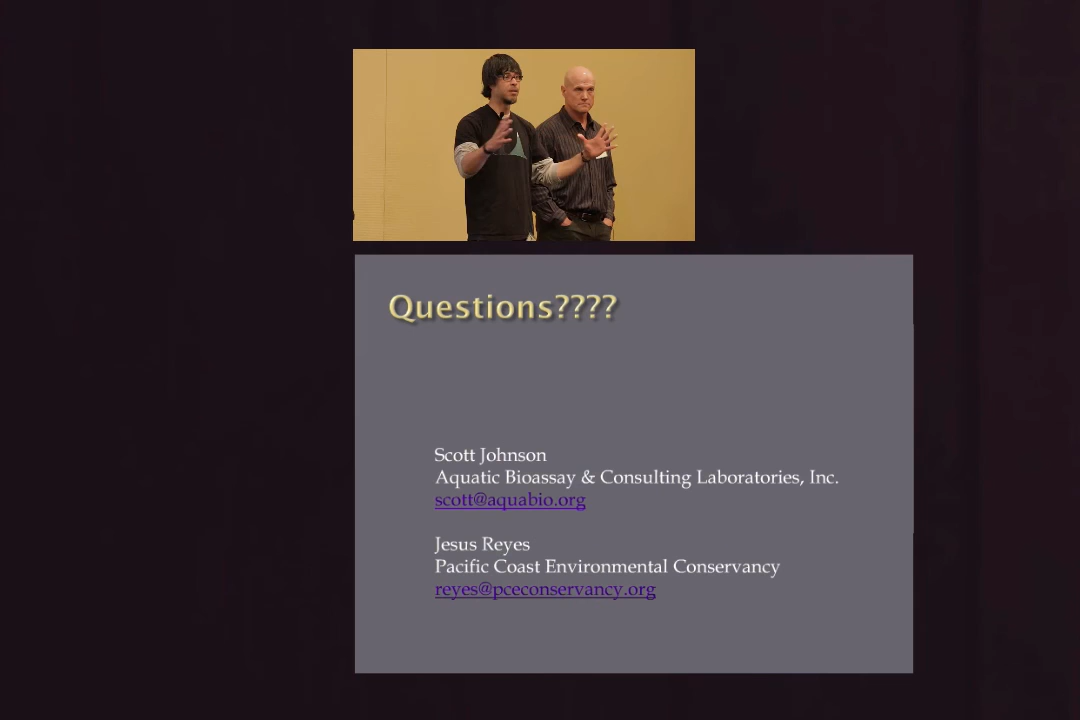 Questions????
Scott Johnson
Aquatic Bioassay & Consulting Laboratories, Inc.
scott@aquabio.org
Jesus Reyes
Pacific Coast Environmental Conservancy
reyes@pceconservancy.org